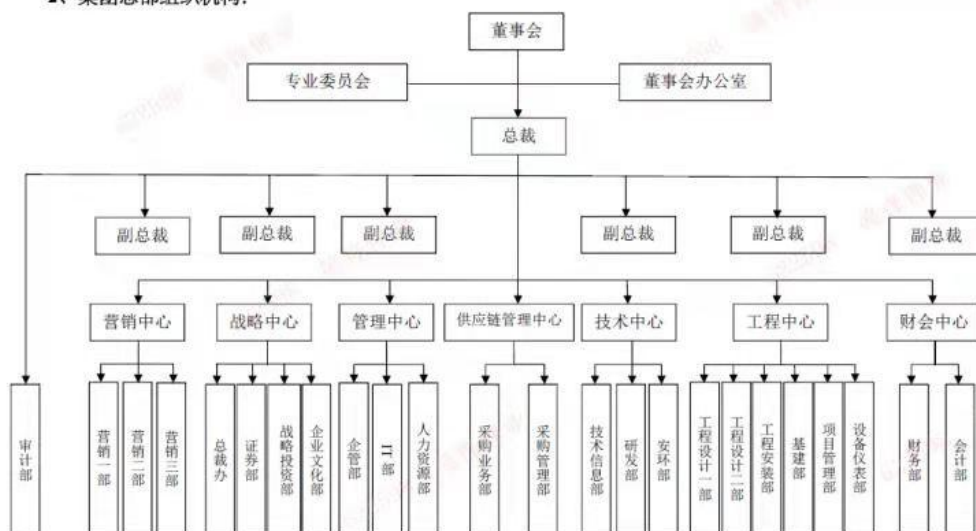 董事会
专业委员会
董事会办公室
总裁
副总裁
副总裁
副总裁
副总裁
副总裁
副总裁
营销中心
战略中心
管理中心
供应链管理中心
技术中心
工程中心
财会中心
审计部
营销一部
营销二部
营销三部
总裁办
证券部
战略投资部
企业文化部
企管部
IT部
人力资源部
采购业务部
采购管理部
技术信息部
研发部
安环部
工程设计一部
工程设计二部
工程安装部
基建部
项目管理部
设备仪表部
财务部
会计部